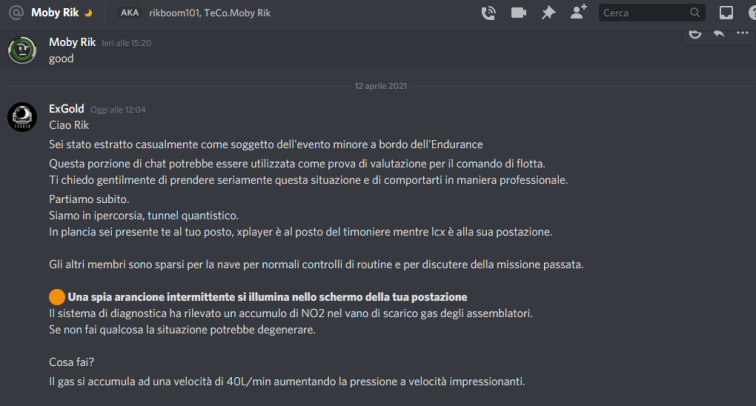 @ Moby Rik AKA rikboom101, TeCo.Moby Rik Cerca
Moby Rik Ieri alle 15:20
good
12 aprile 2021
ExGold Oggi alle 12:04
Ciao Rik
Sei stato estratto casualmente come soggetto dell'evento minore a bordo dell'Endurance
Questa porzione di chat potrebbe essere utilizzata come prova di valutazione per il comando di flotta.
Ti chiedo gentilmente di prendere seriamente questa situazione e di comportarti in maniera professionale.
Partiamo subito.
Siamo in ipercorsia, tunnel quantistico.
In plancia sei presente te al tuo posto, xplayer è al posto del timoniere mentre lcx è alla sua postazione.
Gli altri membri sono sparsi per la nave per normali controlli di routine e per discutere della missione passata.
Una spia arancione intermittente si illumina nello schermo della tua postazione
Il sistema di diagnostica ha rilevato un accumulo di NO2 nel vano di scarico gas degli assemblatori.
Se non fai qualcosa la situazione potrebbe degenerare.
Cosa fai?
Il gas si accumula ad una velocità di 40L/min aumentando la pressione a velocità impressionanti.